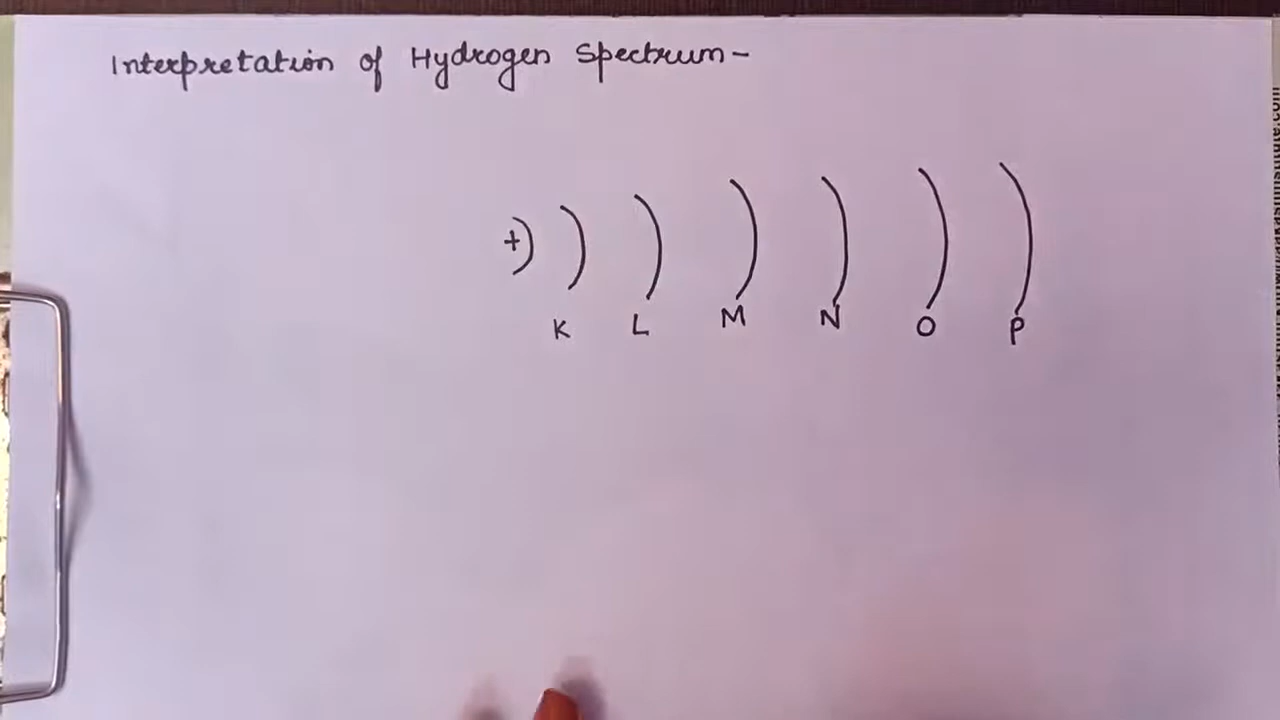 Interpretation of Hydrogen Spectrum-
+
K L M N O P